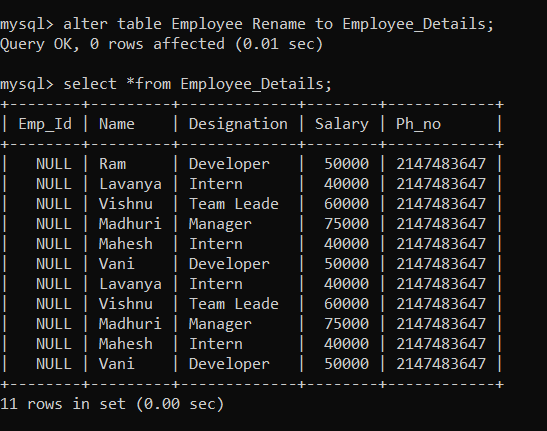 mysql> alter table Employee Rename to Employee_Details;
Query OK, 0 rows affected (0.01 sec)
mysql> select *from Employee_Details;
+--------+---------+-------------+--------+------------+
| Emp_Id | Name    | Designation | Salary | Ph_no      |
+--------+---------+-------------+--------+------------+
|   NULL | Ram     | Developer   |  50000 | 2147483647 |
|   NULL | Lavanya | Intern      |  40000 | 2147483647 |
|   NULL | Vishnu  | Team Leade  |  60000 | 2147483647 |
|   NULL | Madhuri | Manager     |  75000 | 2147483647 |
|   NULL | Mahesh  | Intern      |  40000 | 2147483647 |
|   NULL | Vani    | Developer   |  50000 | 2147483647 |
|   NULL | Lavanya | Intern      |  40000 | 2147483647 |
|   NULL | Vishnu  | Team Leade  |  60000 | 2147483647 |
|   NULL | Madhuri | Manager     |  75000 | 2147483647 |
|   NULL | Mahesh  | Intern      |  40000 | 2147483647 |
|   NULL | Vani    | Developer   |  50000 | 2147483647 |
+--------+---------+-------------+--------+------------+
11 rows in set (0.00 sec)